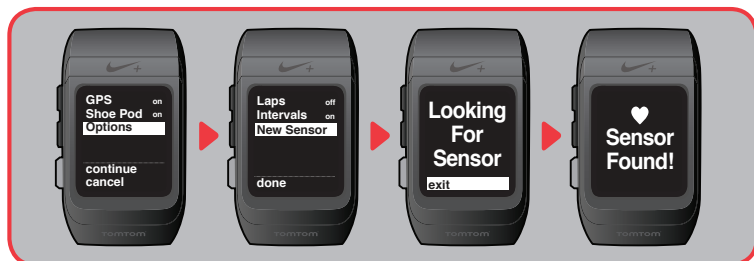 GPS on
Shoe Pod on
Options
continue
cancel
TOMTOM
Laps off
Intervals on
New Sensor
done
TOMTOM
Looking
For
Sensor
exit
TOMTOM
Sensor
Found!
TOMTOM